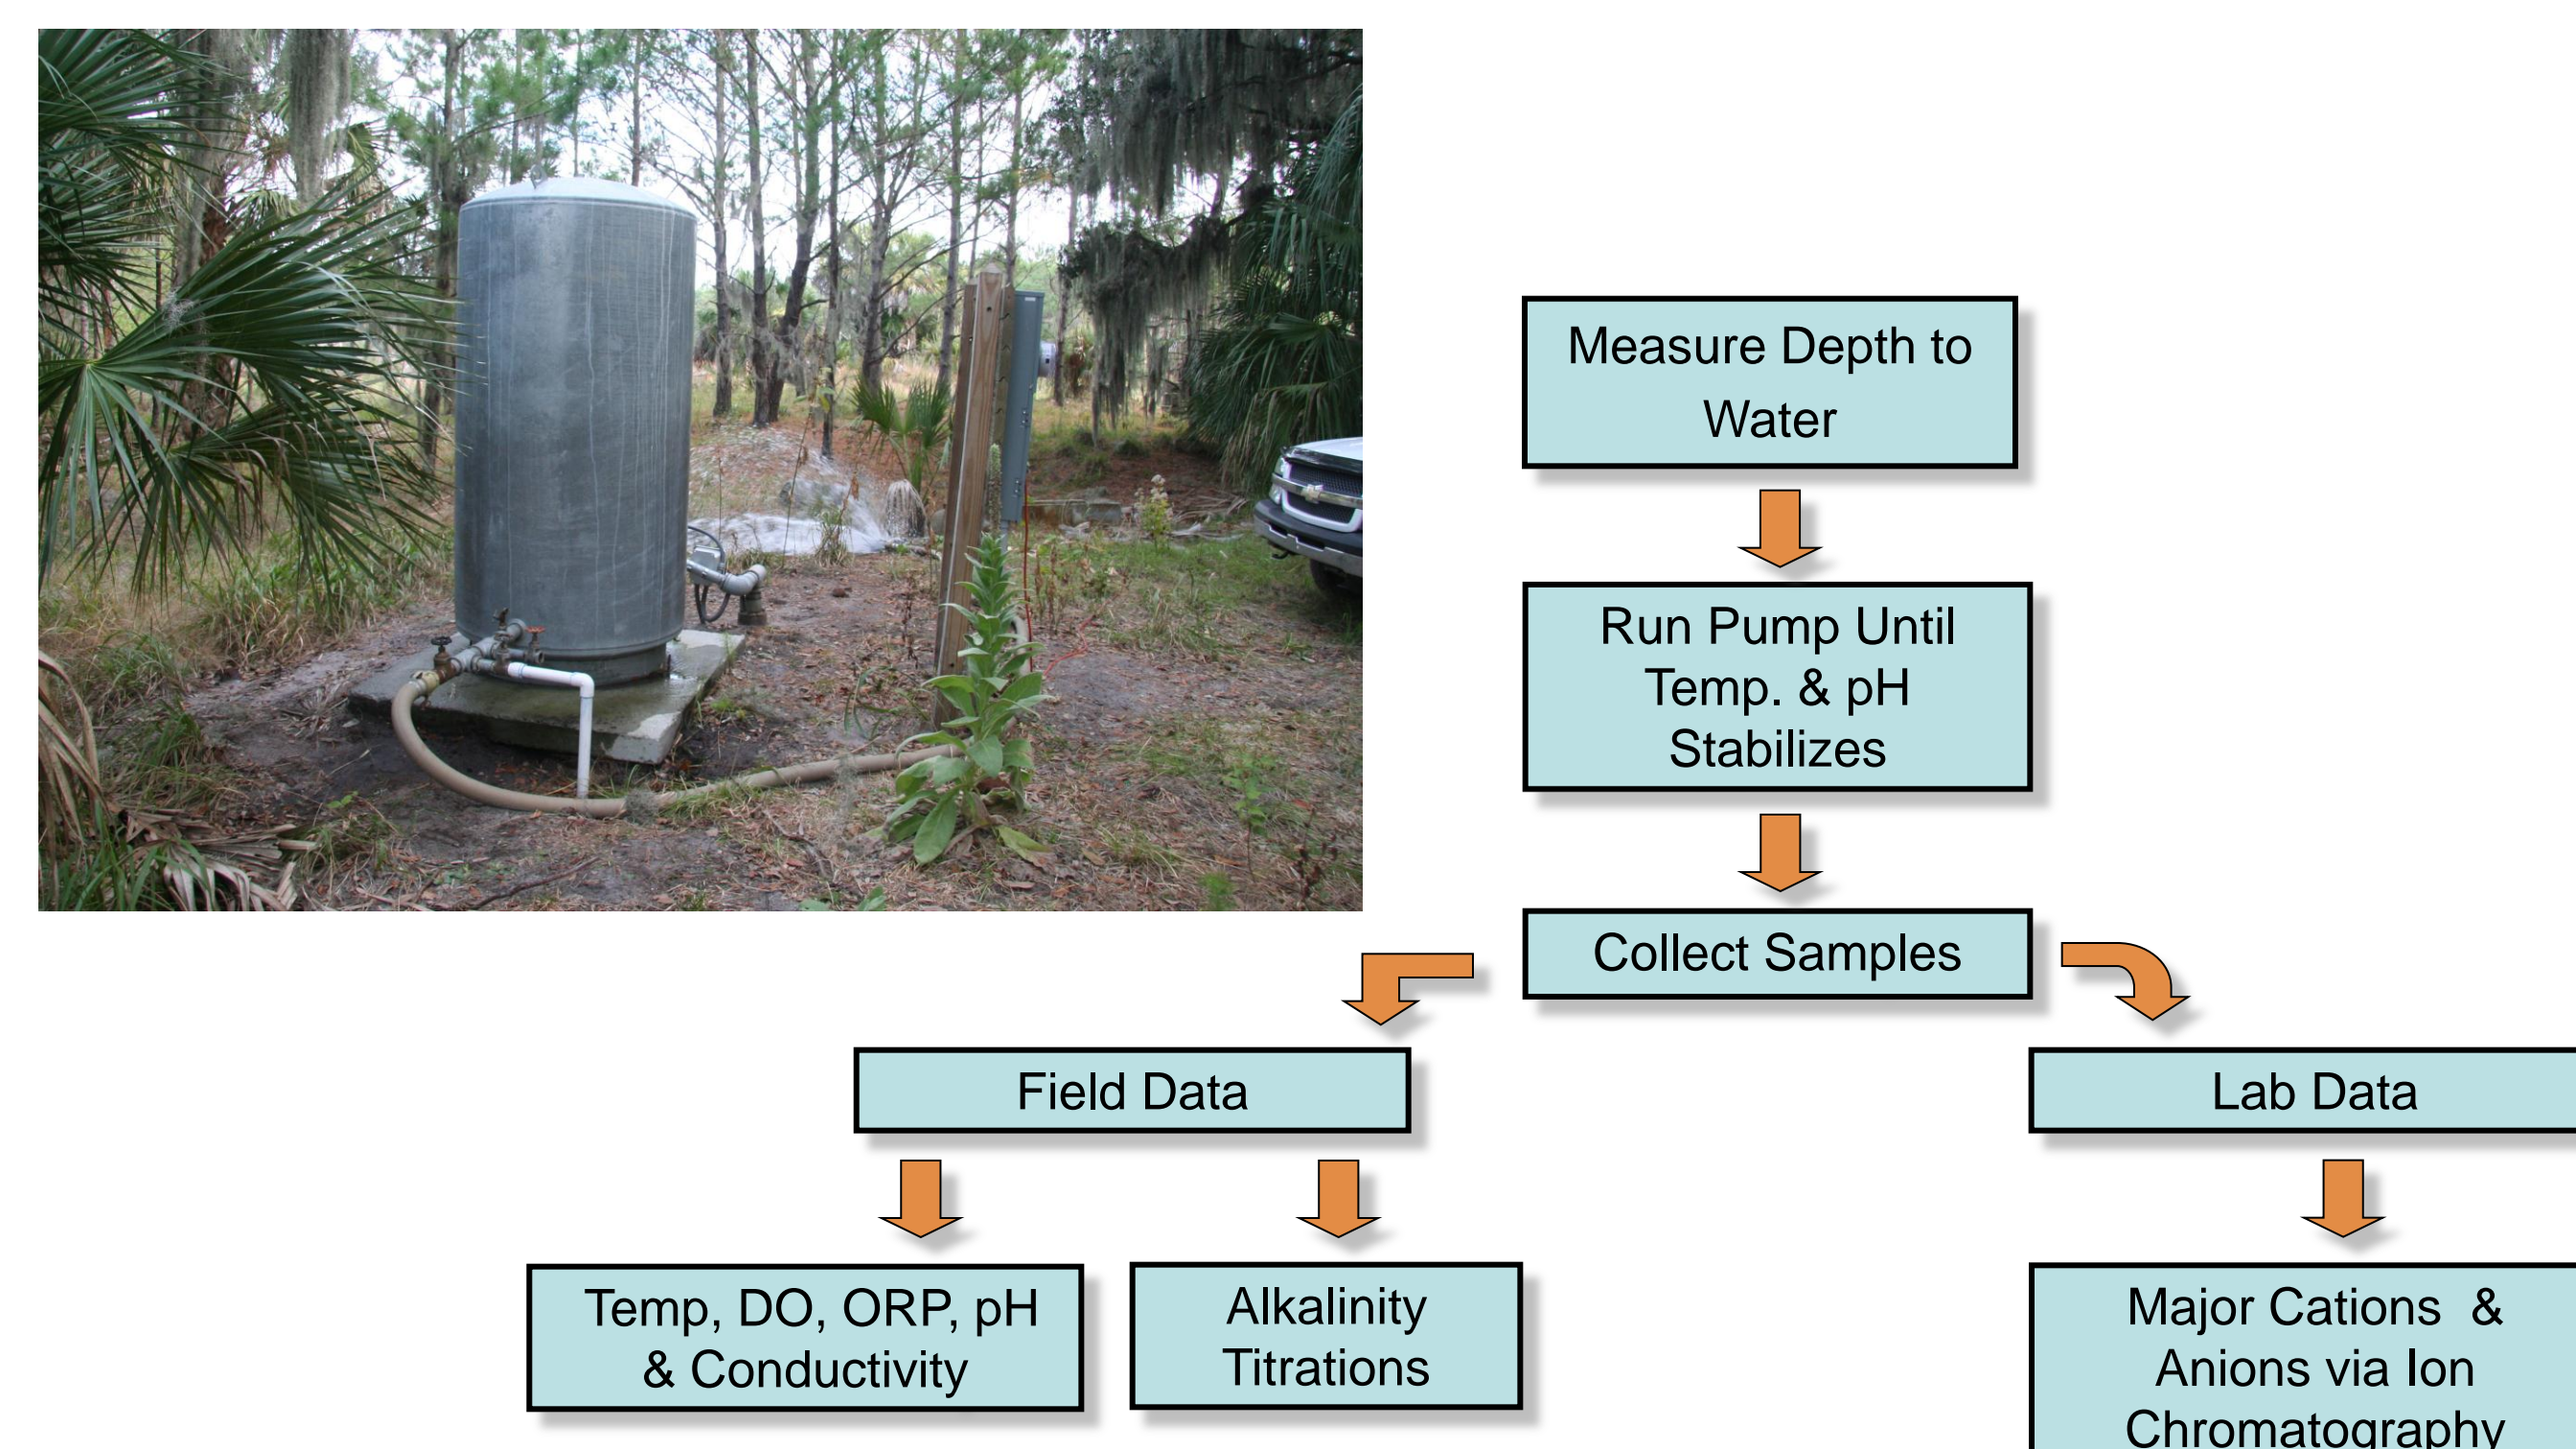 Measure Depth to
Water
Run Pump Until
Temp. & pH
Stabilizes
Collect Samples
Field Data
Lab Data
Temp, DO, ORP, pH
& Conductivity
Alkalinity
Titrations
Major Cations &
Anions via Ion
Chromatography